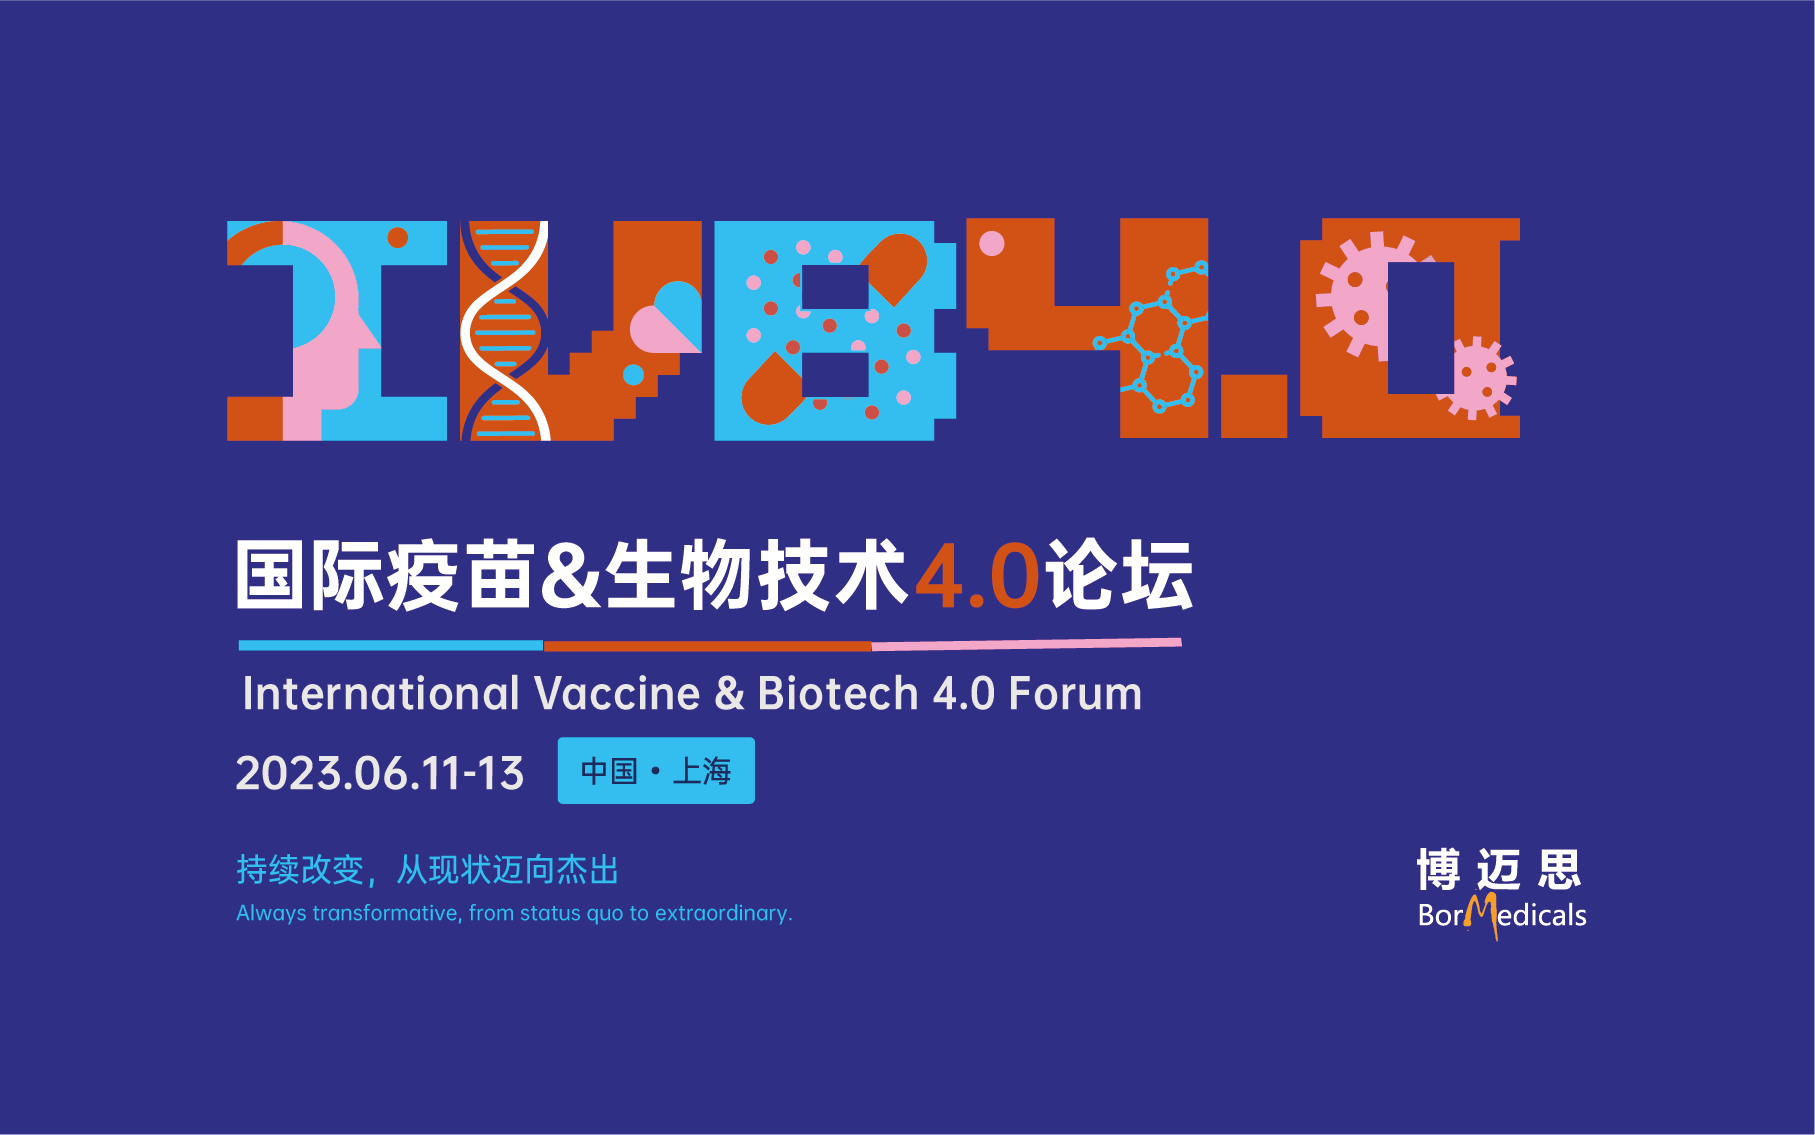 IVB4.0
国际疫苗&生物技术4.0论坛
International Vaccine & Biotech 4.0 Forum
2023.06.11-13 中国·上海
持续改变，从现状迈向杰出
Always transformative, from status quo to extraordinary.
博迈思
BorMedicals